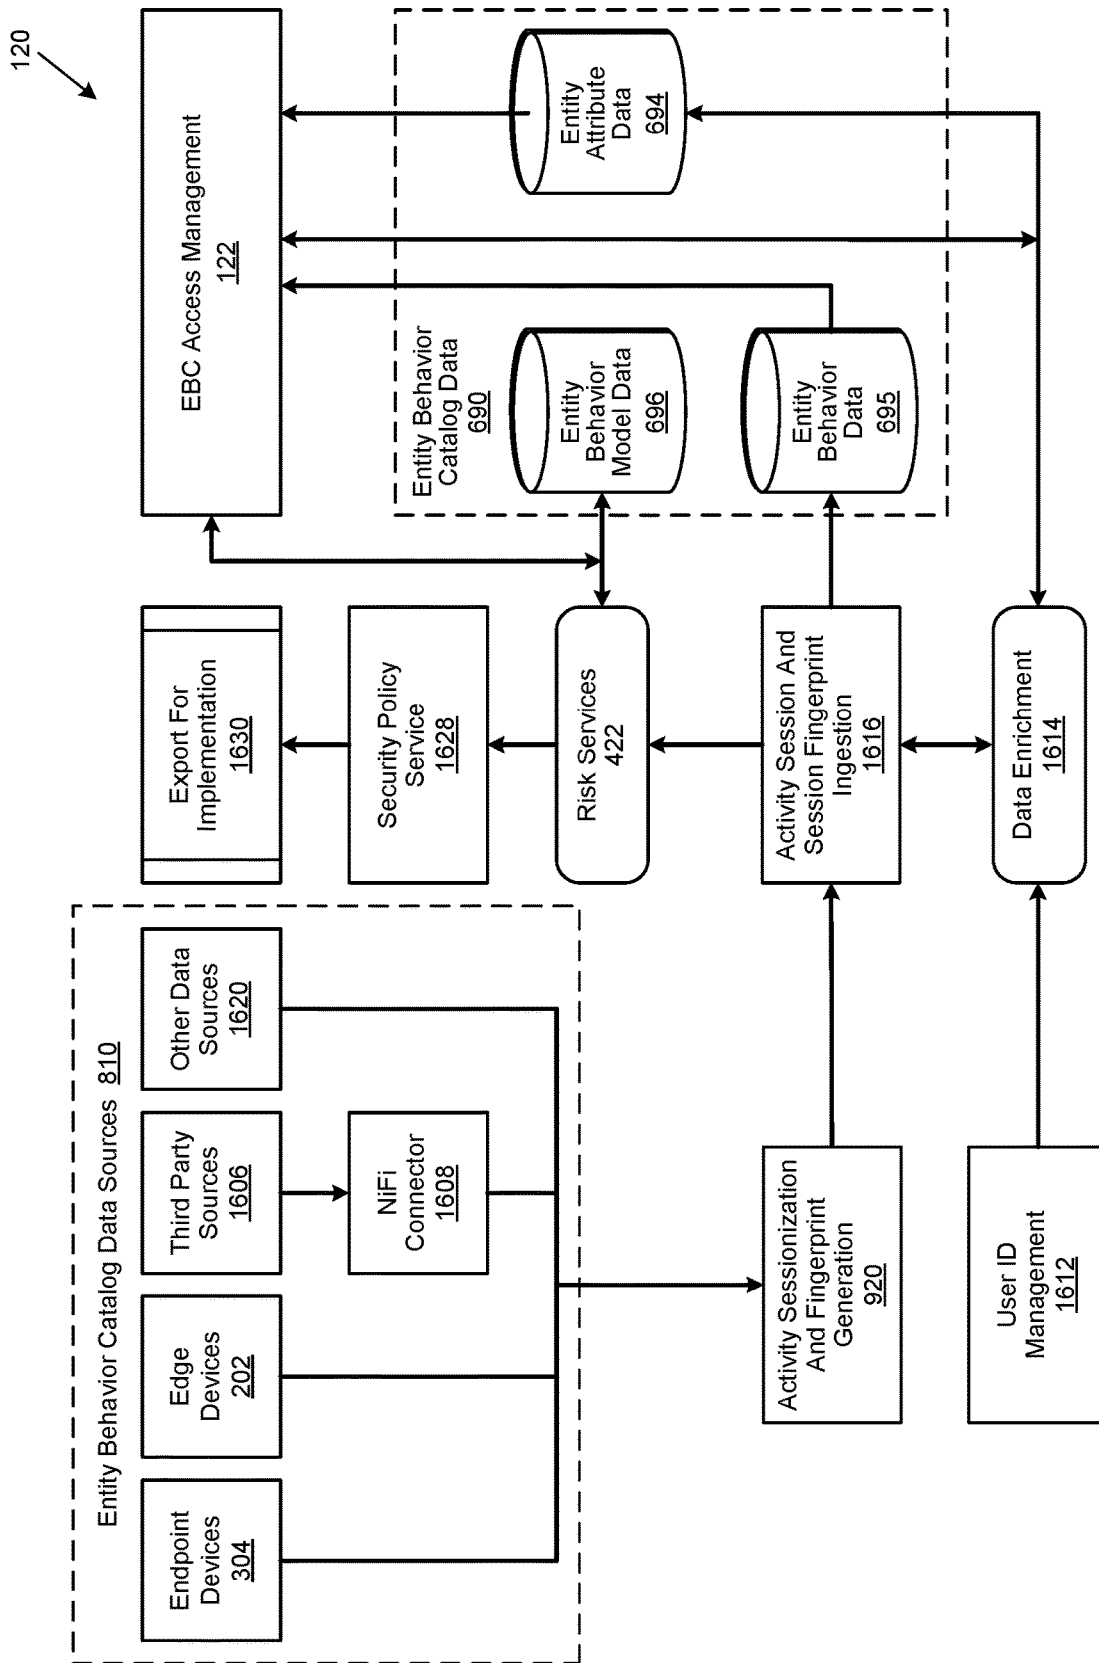 120
Entity Behavior Catalog Data Sources 810
Endpoint
Devices
304
Edge
Devices
202
Third Party
Sources
1606
Other Data
Sources
1620
NiFi
Connector
1608
Export For
Implementation
1630
EBC Access Management
122
Security Policy
Service
1628
Risk Services
422
Entity Behavior
Catalog Data
690
Entity
Behavior
Model Data
696
Entity
Attribute
Data
694
Activity Sessionization
And Fingerprint
Generation
920
Activity Session And
Session Fingerprint
Ingestion
1616
Entity
Behavior
Data
695
User ID
Management
1612
Data Enrichment
1614